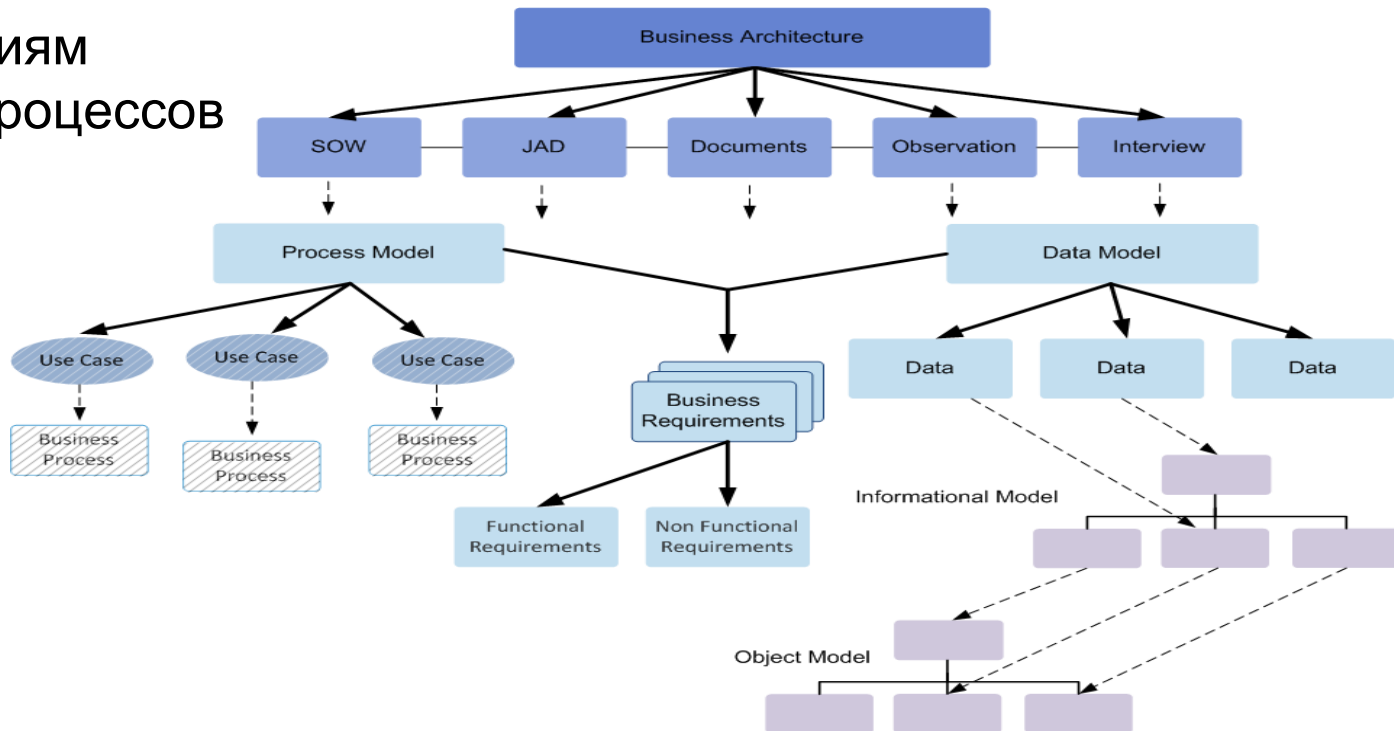 иям
роцессов
Business Architecture
SOW
JAD
Documents
Observation
Interview
Process Model
Data Model
Use Case
Use Case
Use Case
Data
Data
Data
Business
Requirements
Business
Process
Business
Process
Business
Process
Informational Model
Functional
Requirements
Non Functional
Requirements
Object Model